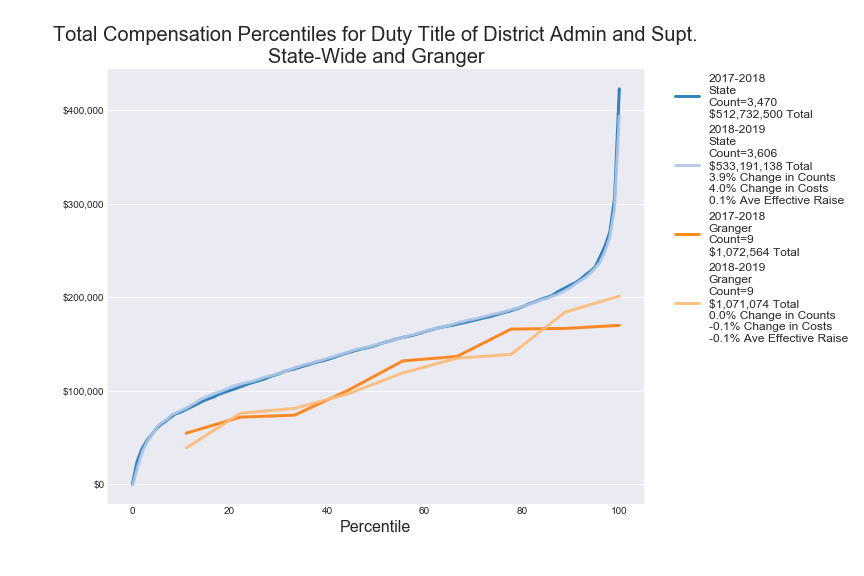 Total Compensation Percentiles for Duty Title of District Admin and Supt.
State-Wide and Granger
$400,000
$300,000
$200,000
$100,000
$0
0 20 40 60 80 100
Percentile
2017-2018
State
Count=3,470
$512,732,500 Total
2018-2019
State
Count=3,606
$533,191,138 Total
3.9% Change in Counts
4.0% Change in Costs
0.1% Ave Effective Raise
2017-2018
Granger
Count=9
$1,072,564 Total
2018-2019
Granger
Count=9
$1,071,074 Total
0.0% Change in Counts
-0.1% Change in Costs
-0.1% Ave Effective Raise